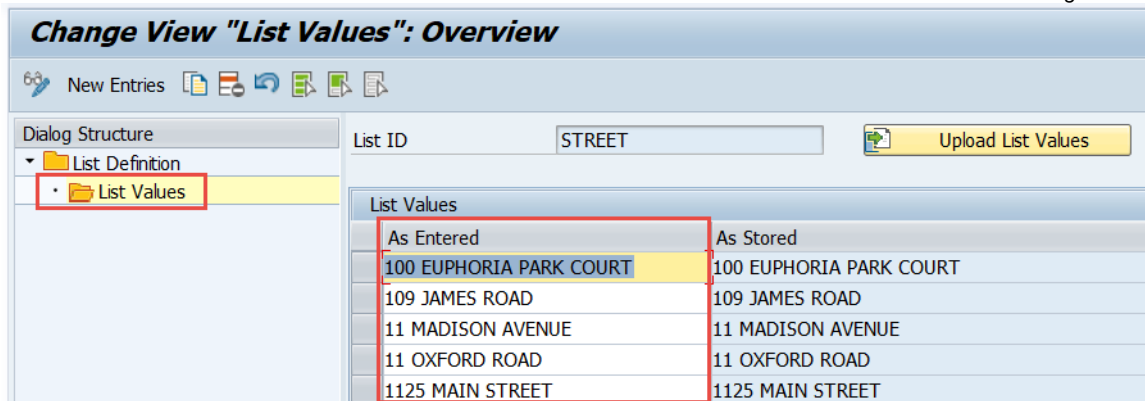 Change View "List Values": Overview
New Entries
Dialog Structure
List Definition
List Values
List ID STREET Upload List Values
List Values
As Entered As Stored
100 EUPHORIA PARK COURT 100 EUPHORIA PARK COURT
109 JAMES ROAD 109 JAMES ROAD
11 MADISON AVENUE 11 MADISON AVENUE
11 OXFORD ROAD 11 OXFORD ROAD
1125 MAIN STREET 1125 MAIN STREET